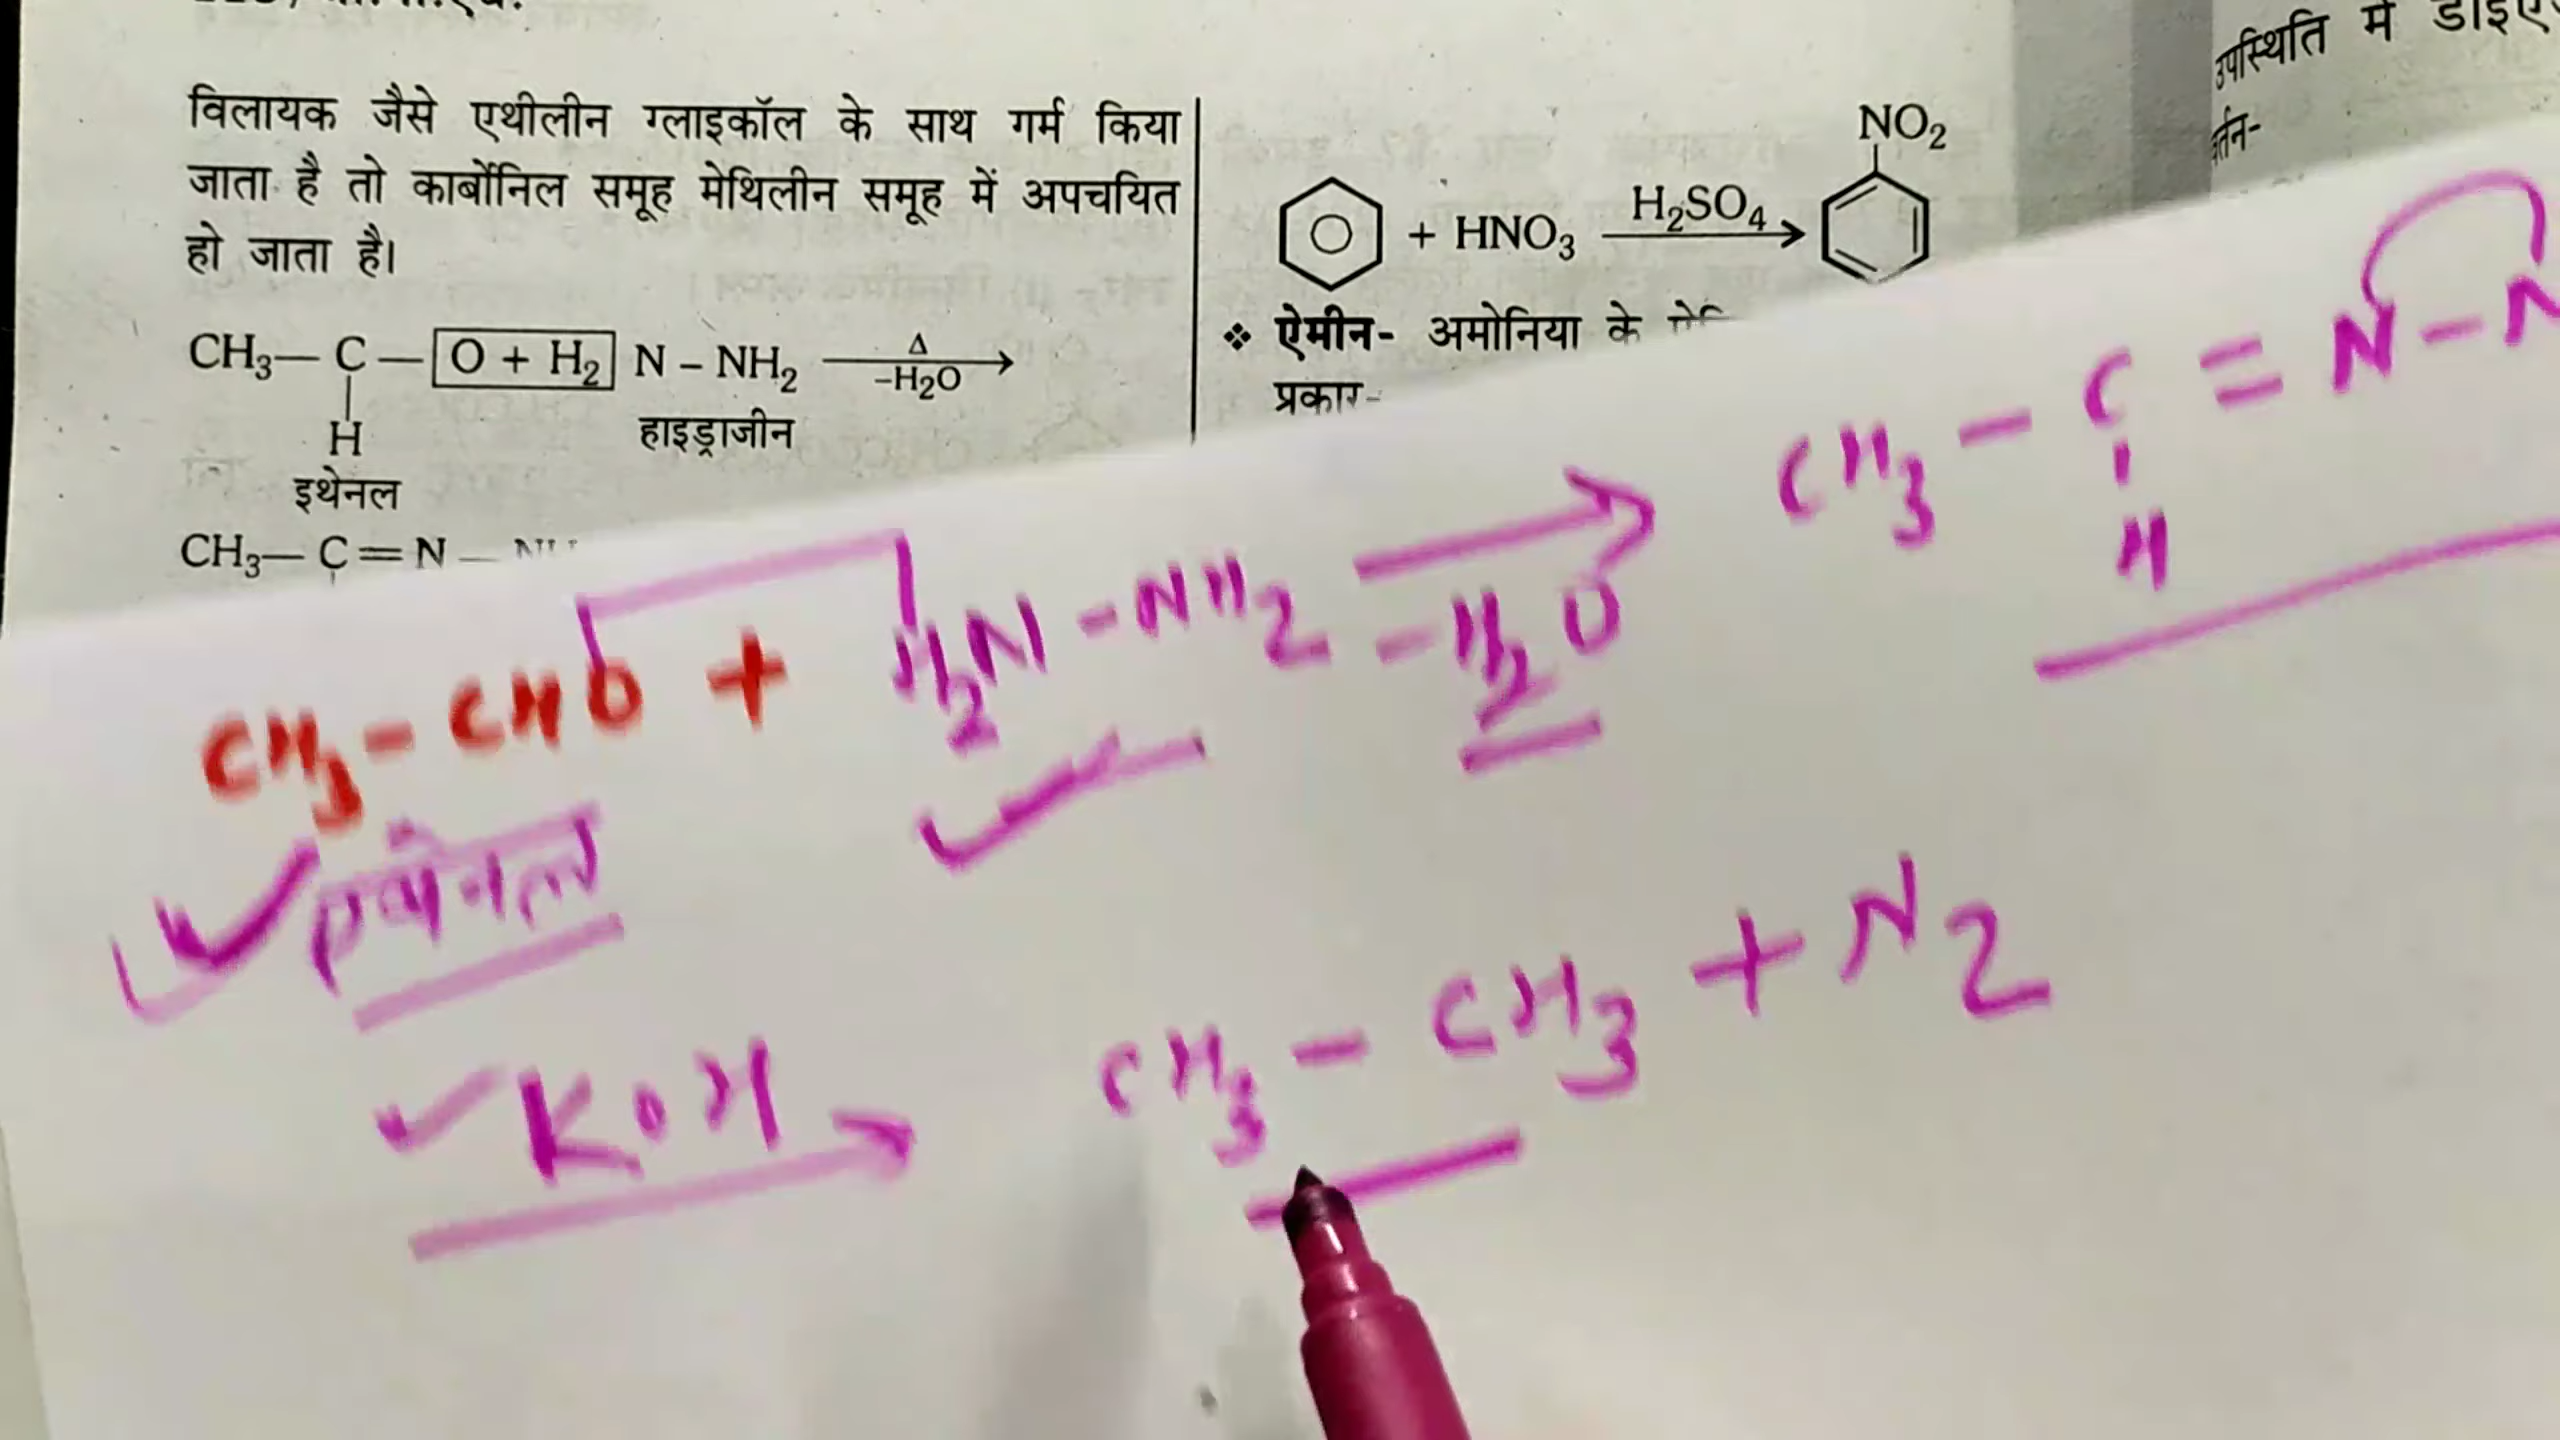 विलायक जैसे एथीलीन ग्लाइकॉल के साथ गर्म किया
जाता है तो कार्बोनिल समूह मेथिलीन समूह में अपचयित
हो जाता है।
CH₃— C — O + H₂ N – NH₂ —Δ→
–H₂O
H
हाइड्राजीन
इथेनल
CH₃— C = N —
NO₂
+ HNO₃ —H₂SO₄→
❖ ऐमीन- अमोनिया के
प्रकार-
उपस्थिति में
र्तन-
CH₃ - C = N - N
H
CH₃ - CHO + H₂N - NH₂ → - H₂O
एथेनल
KOH → CH₃ - CH₃ + N₂